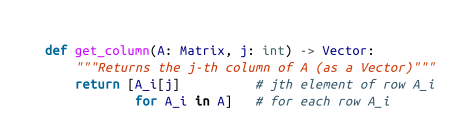 def get_column(A: Matrix, j: int) -> Vector:
    """Returns the j-th column of A (as a Vector)"""
    return [A_i[j]          # jth element of row A_i
            for A_i in A]   # for each row A_i